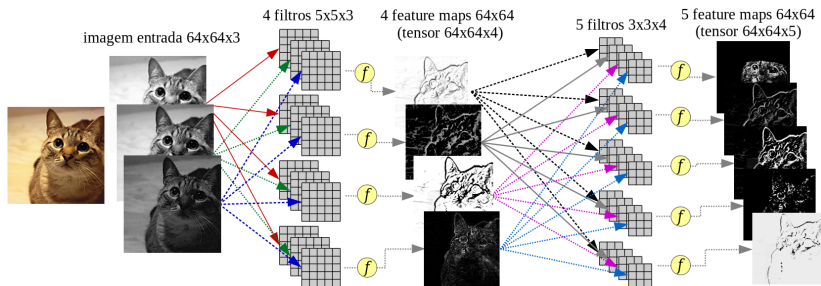 imagem entrada 64x64x3
4 filtros 5x5x3
4 feature maps 64x64
(tensor 64x64x4)
5 filtros 3x3x4
5 feature maps 64x64
(tensor 64x64x5)
f
f
f
f
f
f
f
f
f